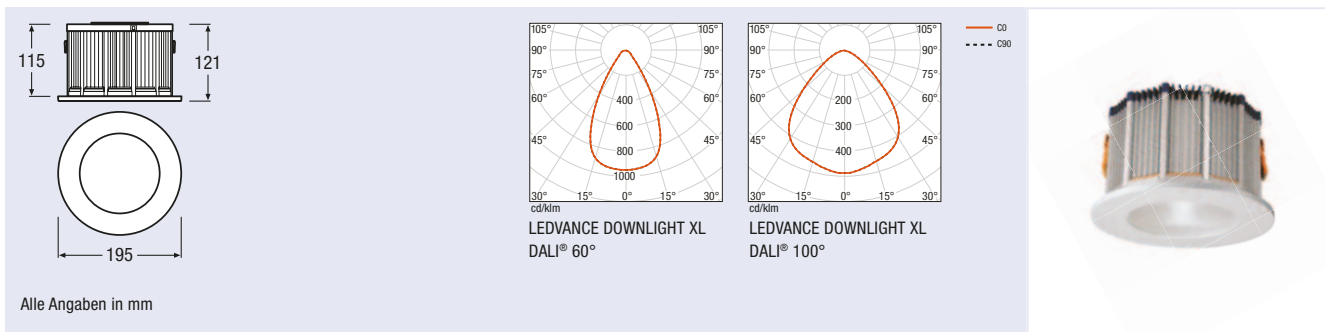 115
121
195
Alle Angaben in mm
105° 105°
90° 90°
75° 75°
60° 60°
45° 45°
30° 15° 0° 15° 30°
400
600
800
1000
cd/klm
LEDVANCE DOWNLIGHT XL
DALI® 60°
105° 105°
90° 90°
75° 75°
60° 60°
45° 45°
30° 15° 0° 15° 30°
200
300
400
cd/klm
LEDVANCE DOWNLIGHT XL
DALI® 100°
C0
C90